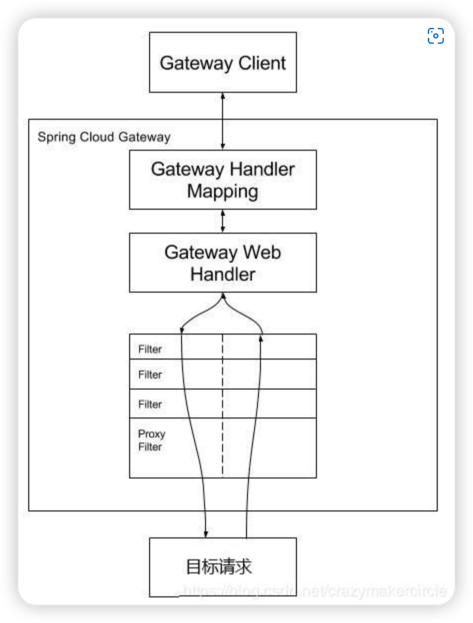 Gateway Client
Spring Cloud Gateway
Gateway Handler
Mapping
Gateway Web
Handler
Filter
Filter
Filter
Proxy
Filter
目标请求
https://blog.csdn.net/crazymakercircle